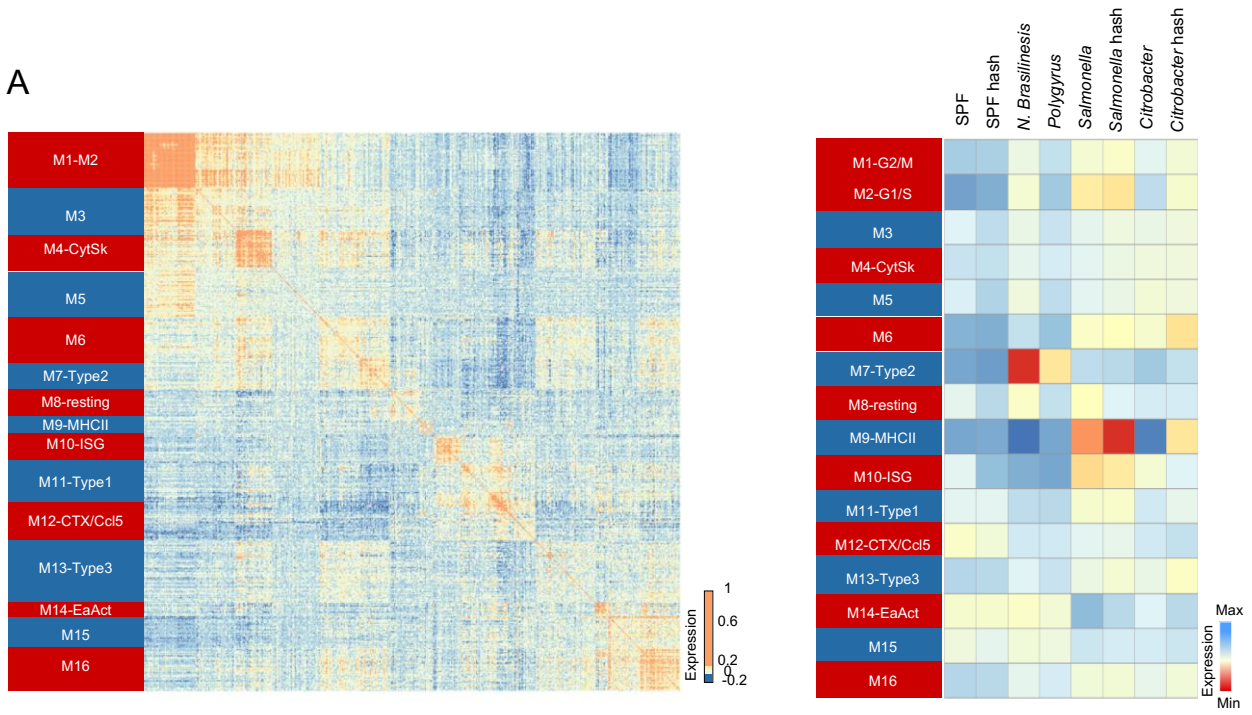 A
M1-M2
M3
M4-CytSk
M5
M6
M7-Type2
M8-resting
M9-MHCII
M10-ISG
M11-Type1
M12-CTX/Ccl5
M13-Type3
M14-EaAct
M15
M16
Expression
1
0.6
0.2
0
-0.2
SPF
SPF hash
N. Brasilinesis
Polygyrus
Salmonella
Salmonella hash
Citrobacter
Citrobacter hash
M1-G2/M
M2-G1/S
M3
M4-CytSk
M5
M6
M7-Type2
M8-resting
M9-MHCII
M10-ISG
M11-Type1
M12-CTX/Ccl5
M13-Type3
M14-EaAct
M15
M16
Max
Expression
Min